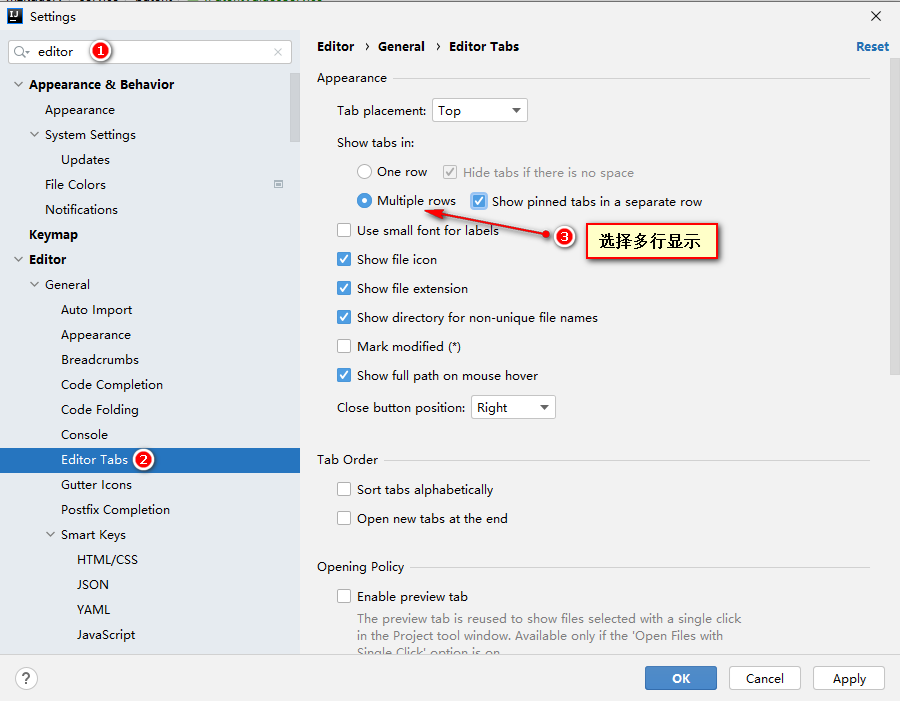 Settings
editor
1
Appearance & Behavior
Appearance
System Settings
Updates
File Colors
Notifications
Keymap
Editor
General
Auto Import
Appearance
Breadcrumbs
Code Completion
Code Folding
Console
Editor Tabs
2
Gutter Icons
Postfix Completion
Smart Keys
HTML/CSS
JSON
YAML
JavaScript
Editor › General › Editor Tabs
Reset
Appearance
Tab placement: Top
Show tabs in:
One row Hide tabs if there is no space
Multiple rows Show pinned tabs in a separate row
Use small font for labels
3
选择多行显示
Show file icon
Show file extension
Show directory for non-unique file names
Mark modified (*)
Show full path on mouse hover
Close button position: Right
Tab Order
Sort tabs alphabetically
Open new tabs at the end
Opening Policy
Enable preview tab
The preview tab is reused to show files selected with a single click
in the Project tool window. Available only if the 'Open Files with
Single Click' option is on
?
OK
Cancel
Apply